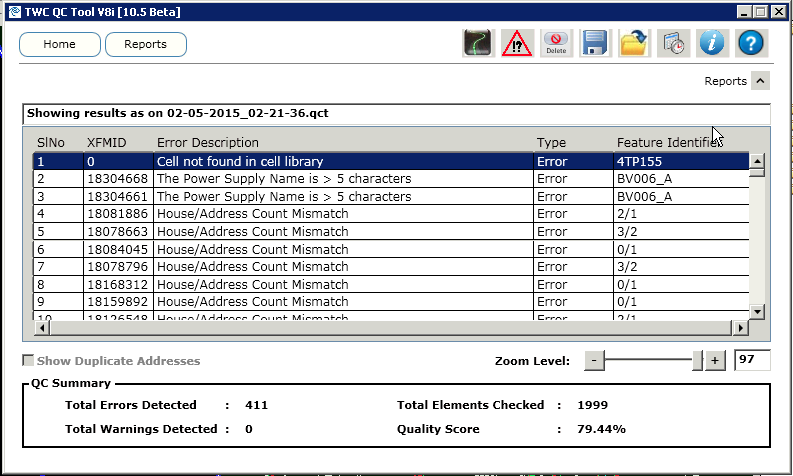 TWC QC Tool V8i [10.5 Beta]
Home Reports
!? Delete i ?
Reports
Showing results as on 02-05-2015_02-21-36.qct
SlNo XFMID Error Description Type Feature Identifier
1 0 Cell not found in cell library Error 4TP155
2 18304668 The Power Supply Name is > 5 characters Error BV006_A
3 18304661 The Power Supply Name is > 5 characters Error BV006_A
4 18081886 House/Address Count Mismatch Error 2/1
5 18078663 House/Address Count Mismatch Error 3/2
6 18084045 House/Address Count Mismatch Error 0/1
7 18078796 House/Address Count Mismatch Error 3/2
8 18168312 House/Address Count Mismatch Error 0/1
9 18159892 House/Address Count Mismatch Error 0/1
10 18126548 House/Address Count Mismatch Error 2/1
Show Duplicate Addresses Zoom Level: - + 97
QC Summary
Total Errors Detected : 411 Total Elements Checked : 1999
Total Warnings Detected : 0 Quality Score : 79.44%